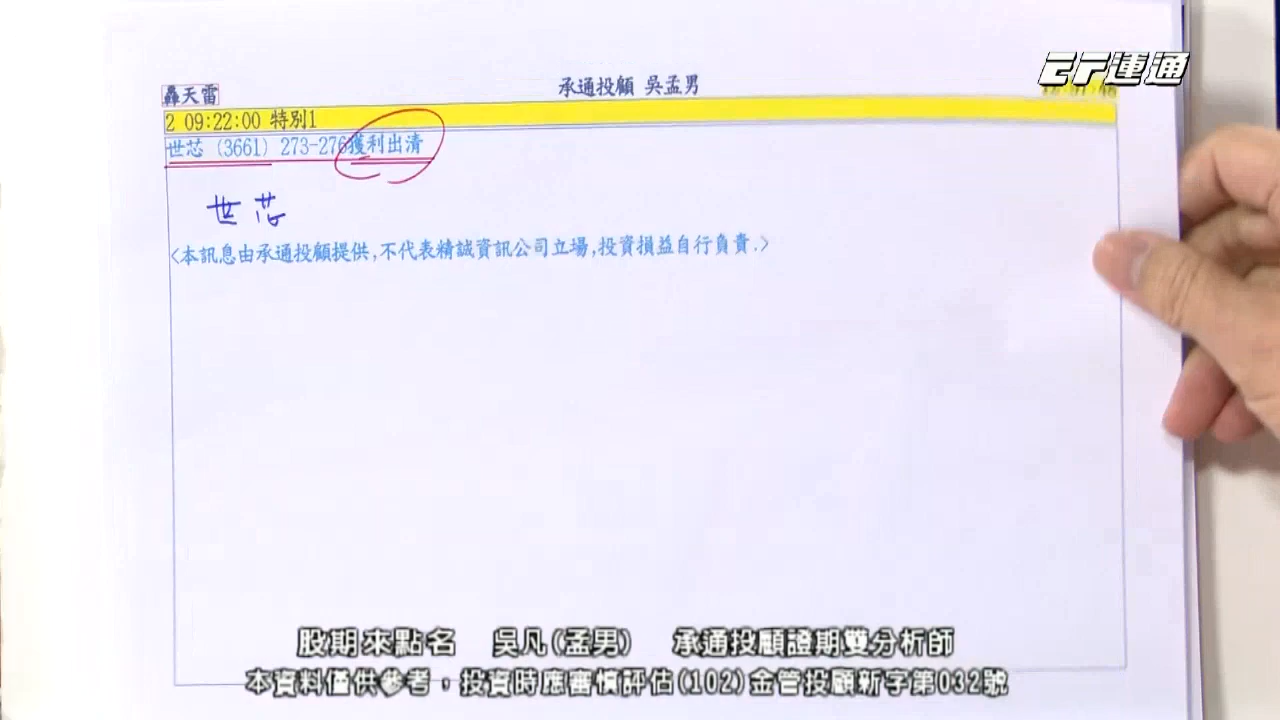 EF運通
轟天雷
承通投顧 吳孟男
2 09:22:00 特別1
世芯 (3661) 273-276獲利出清
世芯
<本訊息由承通投顧提供,不代表精誠資訊公司立場,投資損益自行負責.>
股期來點名 吳凡(孟男) 承通投顧證期雙分析師
本資料僅供參考，投資時應審慎評估(102)金管投顧新字第032號